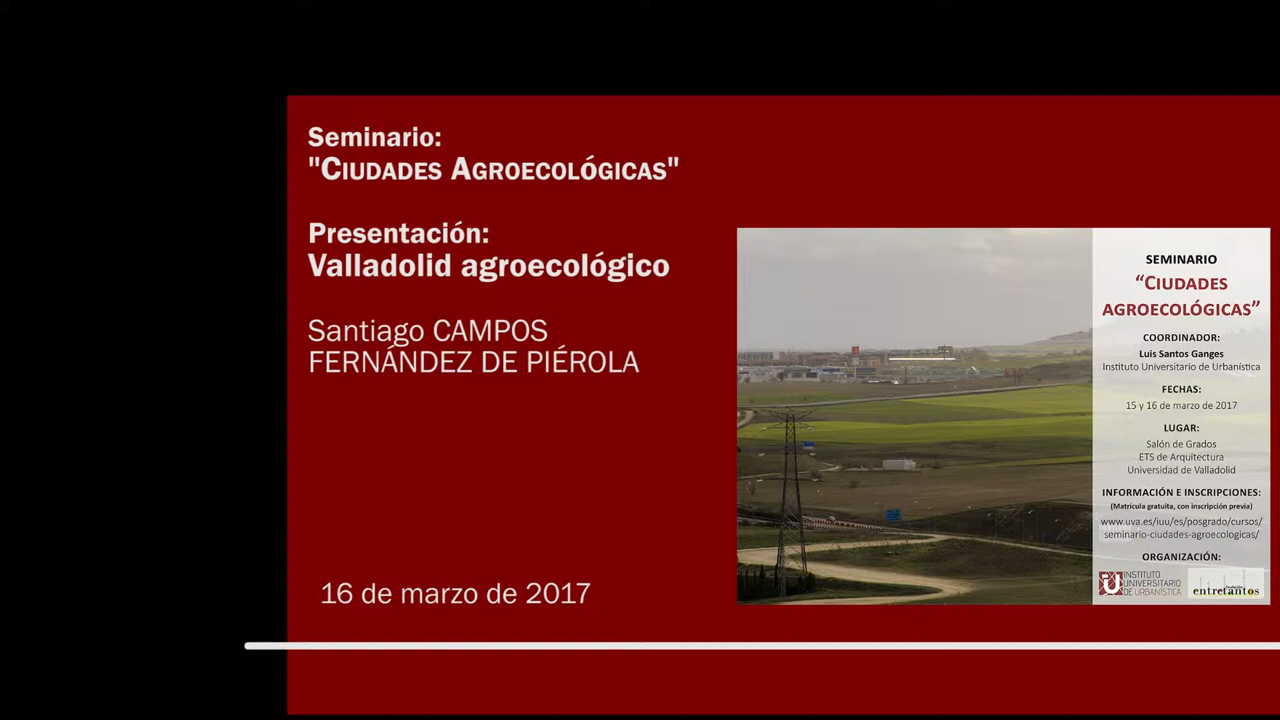 Seminario:
"CIUDADES AGROECOLÓGICAS"
Presentación:
Valladolid agroecológico
Santiago CAMPOS
FERNÁNDEZ DE PIÉROLA
16 de marzo de 2017
SEMINARIO
“CIUDADES
AGROECOLÓGICAS”
COORDINADOR:
Luis Santos Ganges
Instituto Universitario de Urbanística
FECHAS:
15 y 16 de marzo de 2017
LUGAR:
Salón de Grados
ETS de Arquitectura
Universidad de Valladolid
INFORMACIÓN E INSCRIPCIONES:
(Matrícula gratuita, con inscripción previa)
www.uva.es/iuu/es/posgrado/cursos/
seminario-ciudades-agroecologicas/
ORGANIZACIÓN:
INSTITUTO
UNIVERSITARIO
DE URBANÍSTICA
entretantos